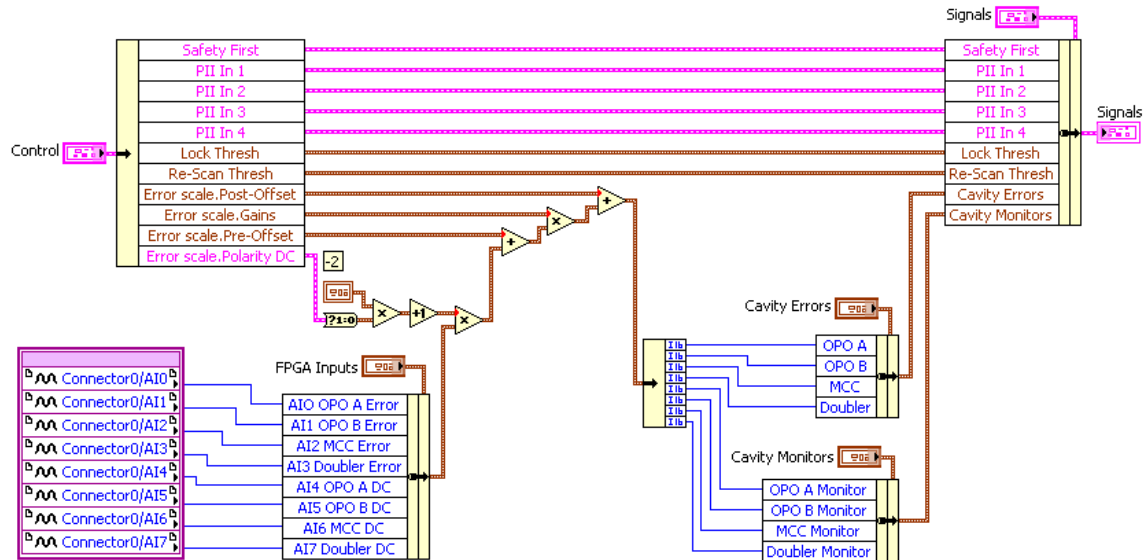 Signals
Safety First
PII In 1
PII In 2
PII In 3
PII In 4
Lock Thresh
Re-Scan Thresh
Error scale.Post-Offset
Error scale.Gains
Error scale.Pre-Offset
Error scale.Polarity DC
Control
Safety First
PII In 1
PII In 2
PII In 3
PII In 4
Lock Thresh
Re-Scan Thresh
Cavity Errors
Cavity Monitors
Signals
+
×
+
-2
×
+1
×
?1:0
Connector0/AI0
Connector0/AI1
Connector0/AI2
Connector0/AI3
Connector0/AI4
Connector0/AI5
Connector0/AI6
Connector0/AI7
FPGA Inputs
AI0 OPO A Error
AI1 OPO B Error
AI2 MCC Error
AI3 Doubler Error
AI4 OPO A DC
AI5 OPO B DC
AI6 MCC DC
AI7 Doubler DC
Cavity Errors
OPO A
OPO B
MCC
Doubler
Cavity Monitors
OPO A Monitor
OPO B Monitor
MCC Monitor
Doubler Monitor